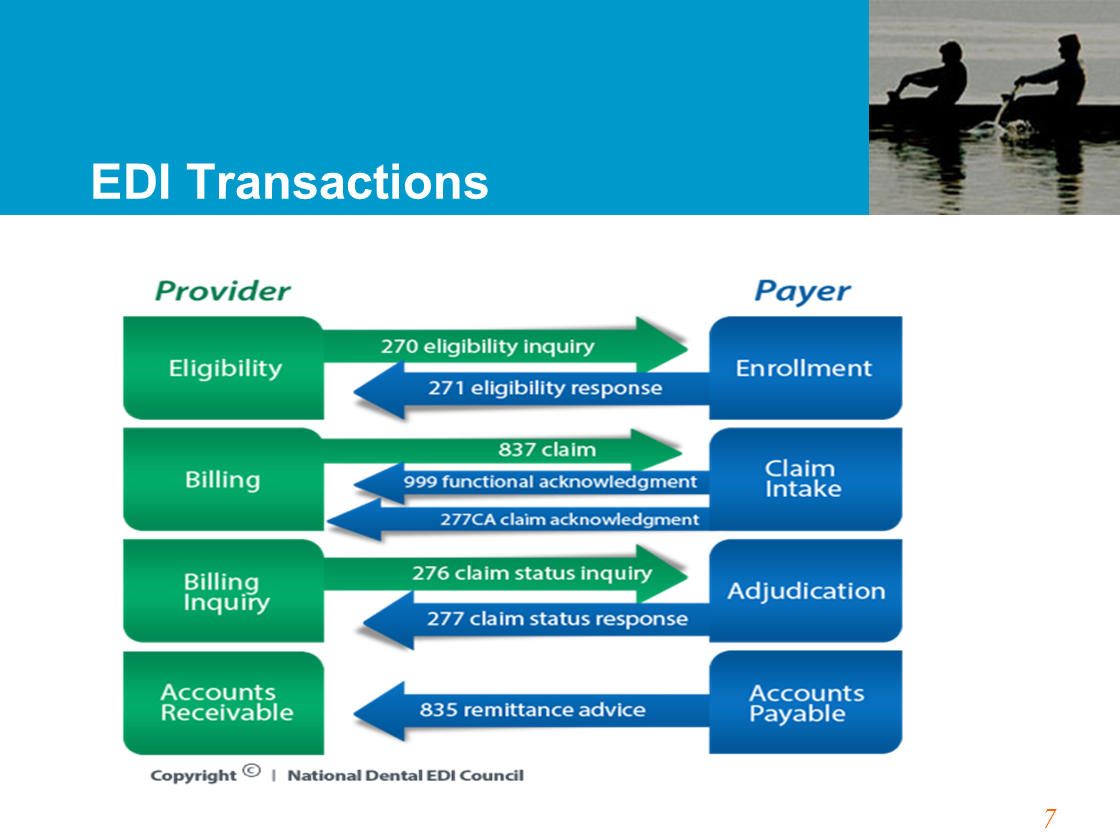 EDI Transactions
Provider
Payer
Eligibility
270 eligibility inquiry
271 eligibility response
Enrollment
Billing
837 claim
999 functional acknowledgment
277CA claim acknowledgment
Claim
Intake
Billing
Inquiry
276 claim status inquiry
277 claim status response
Adjudication
Accounts
Receivable
835 remittance advice
Accounts
Payable
Copyright © | National Dental EDI Council
7